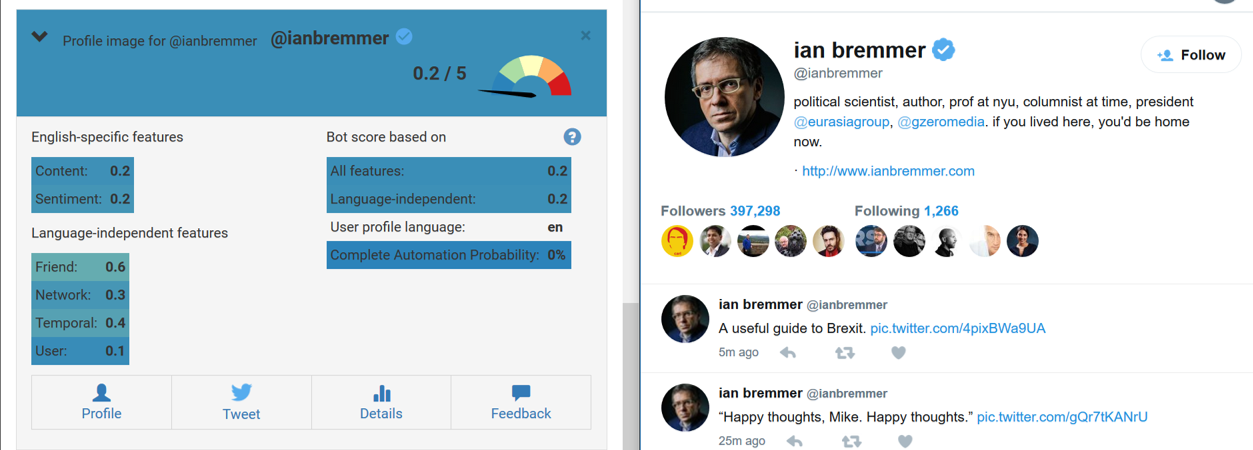 Profile image for @ianbremmer @ianbremmer ×
0.2 / 5
English-specific features
Content: 0.2
Sentiment: 0.2
Language-independent features
Friend: 0.6
Network: 0.3
Temporal: 0.4
User: 0.1
Bot score based on ?
All features: 0.2
Language-independent: 0.2
User profile language: en
Complete Automation Probability: 0%
Profile
Tweet
Details
Feedback
ian bremmer
@ianbremmer
Follow
political scientist, author, prof at nyu, columnist at time, president
@eurasiagroup, @gzeromedia. if you lived here, you'd be home
now.
· http://www.ianbremmer.com
Followers 397,298
Following 1,266
ian bremmer @ianbremmer
A useful guide to Brexit. pic.twitter.com/4pixBWa9UA
5m ago
ian bremmer @ianbremmer
“Happy thoughts, Mike. Happy thoughts.” pic.twitter.com/gQr7tKANrU
25m ago